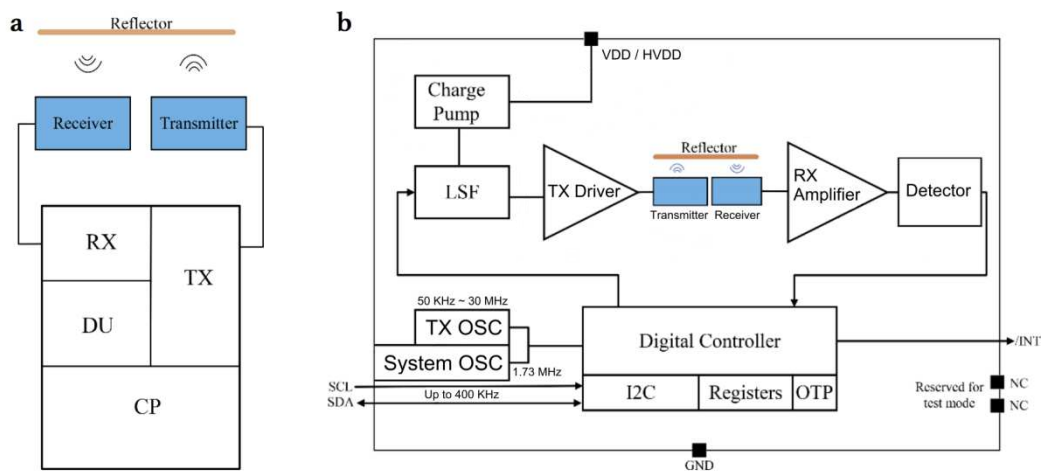 a
Reflector
Receiver
Transmitter
RX
TX
DU
CP
b
VDD / HVDD
Charge
Pump
LSF
TX Driver
Reflector
Transmitter
Receiver
RX
Amplifier
Detector
50 KHz ~ 30 MHz
TX OSC
System OSC
1.73 MHz
Digital Controller
/INT
SCL
SDA
Up to 400 KHz
I2C
Registers
OTP
Reserved for
test mode
NC
NC
GND